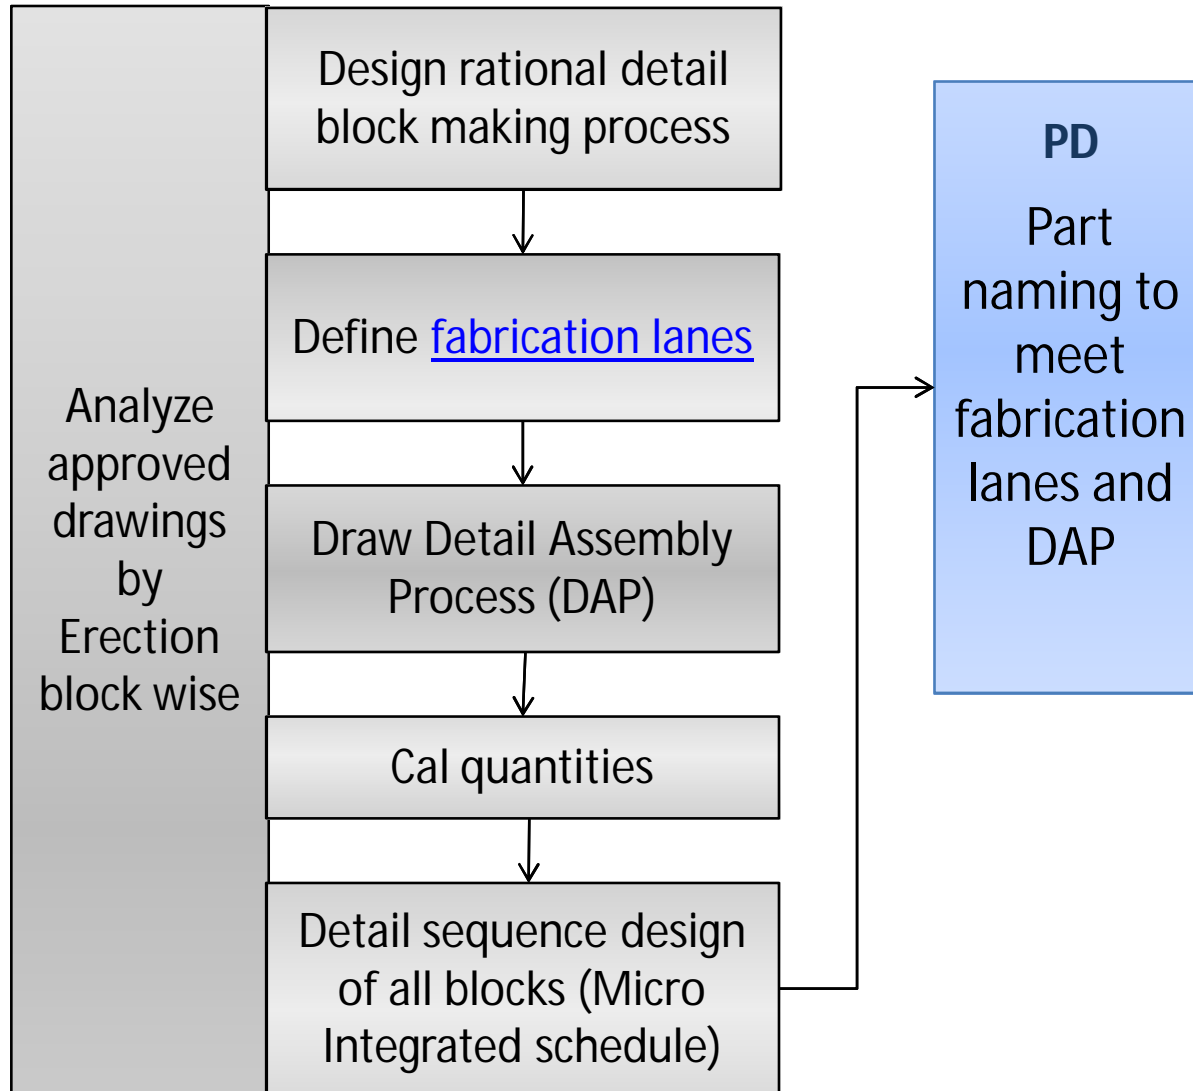 Analyze
approved
drawings
by
Erection
block wise
Design rational detail
block making process
Define fabrication lanes
Draw Detail Assembly
Process (DAP)
Cal quantities
Detail sequence design
of all blocks (Micro
Integrated schedule)
PD
Part
naming to
meet
fabrication
lanes and
DAP